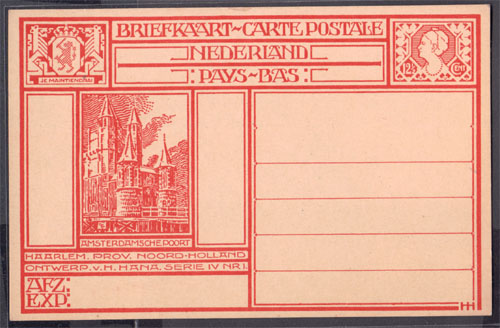 BRIEFKAART~CARTE POSTALE
NEDERLAND
PAYS~BAS
JE MAINTIENDRAI
12½ CT
AMSTERDAMSCHE POORT
HAARLEM. PROV. NOORD-HOLLAND.
ONTWERP. v. H. HANA. SERIE IV NR 1.
AFZ:
EXP:
HH